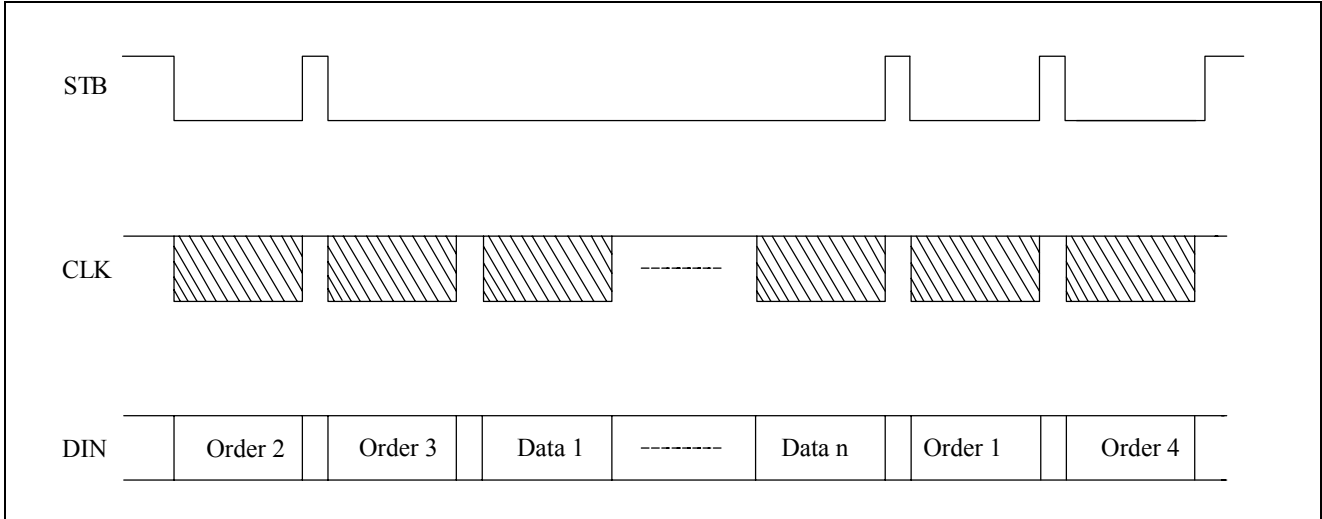 STB
CLK
DIN
Order 2
Order 3
Data 1
Data n
Order 1
Order 4